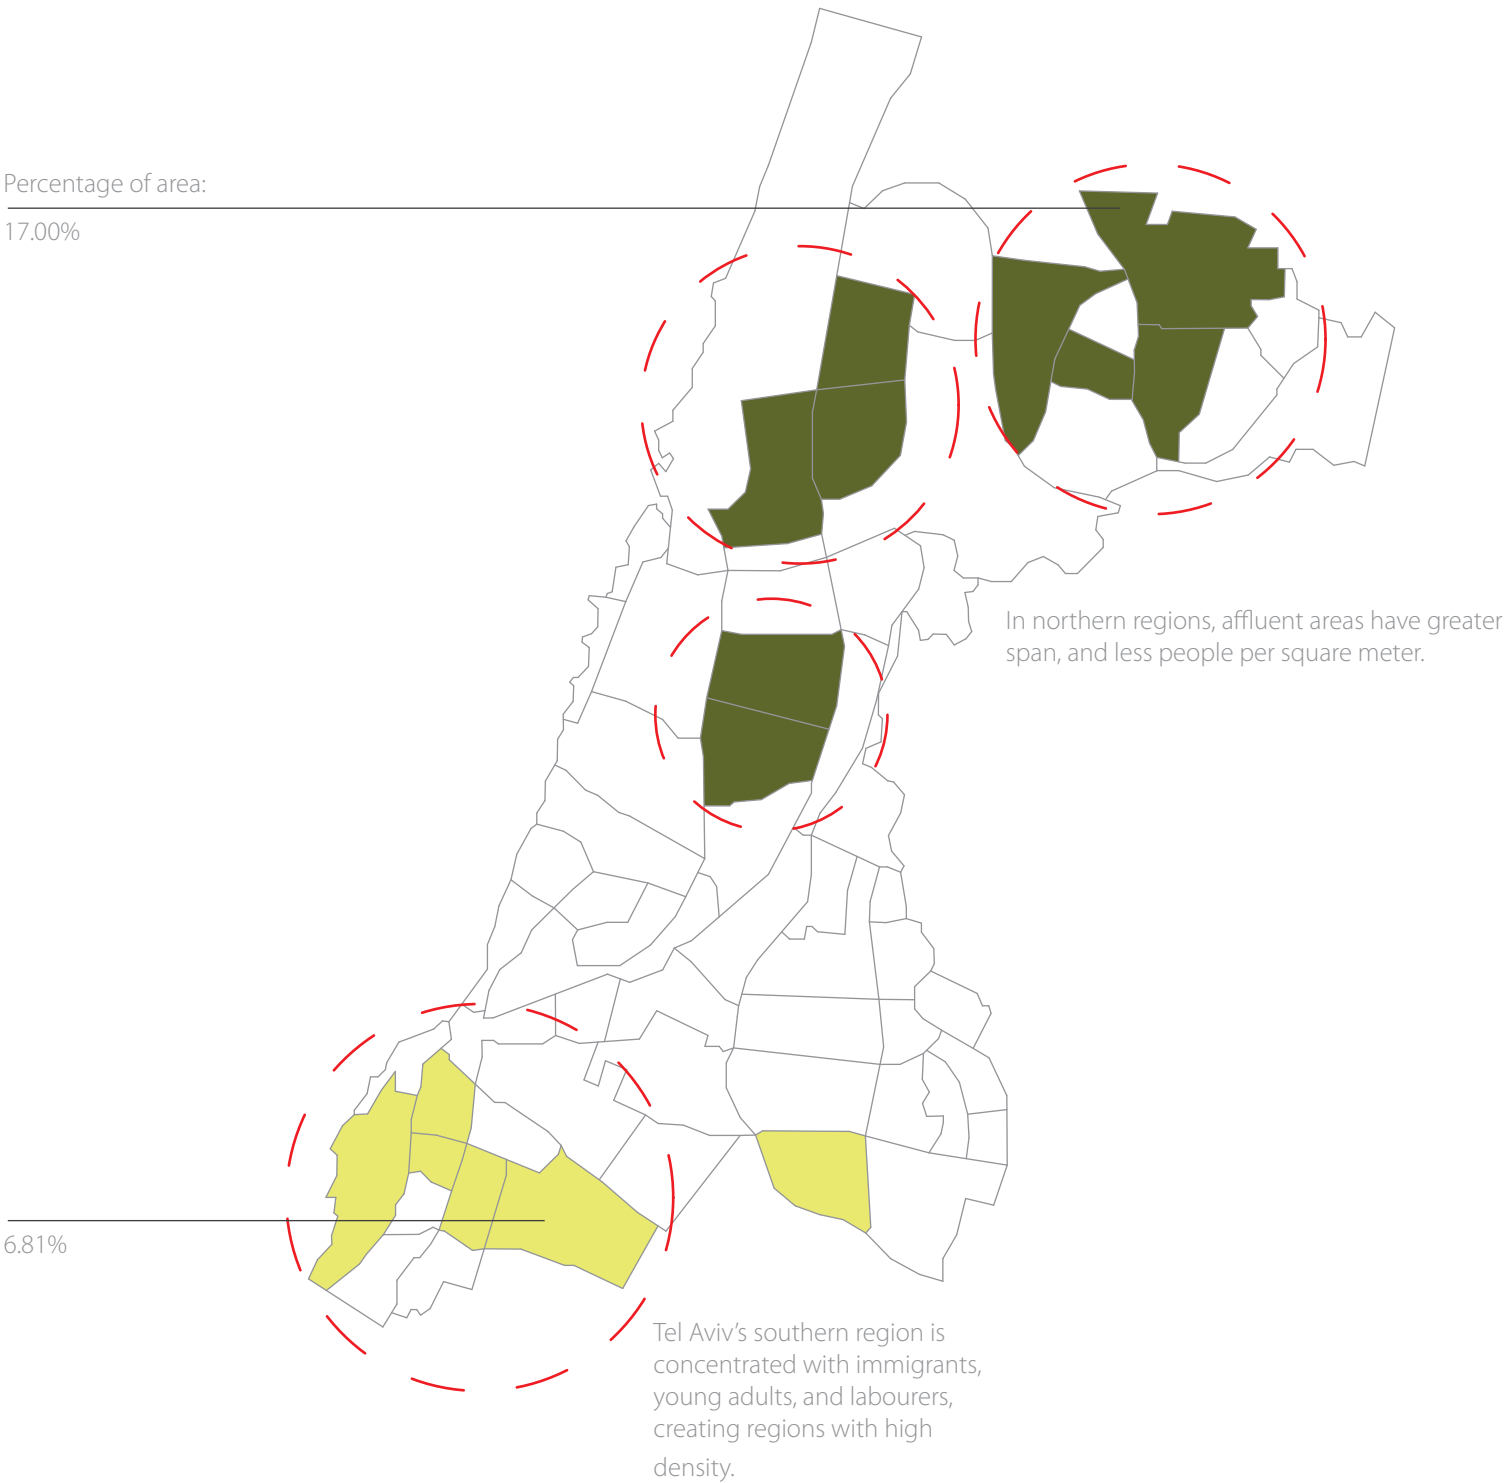 Percentage of area:
17.00%
In northern regions, affluent areas have greater
span, and less people per square meter.
6.81%
Tel Aviv’s southern region is
concentrated with immigrants,
young adults, and labourers,
creating regions with high
density.